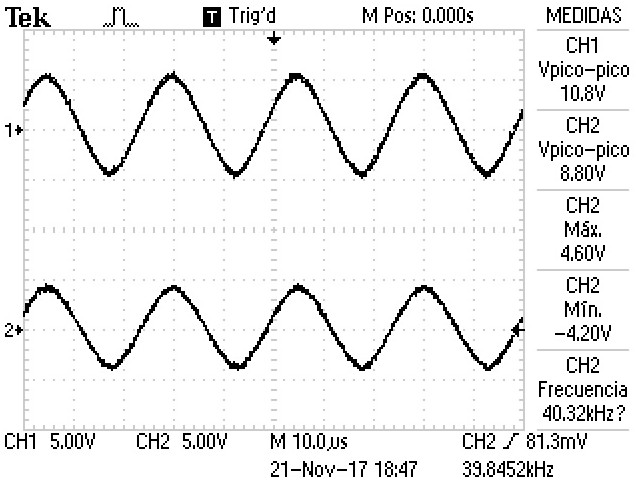 Tek T Trig'd M Pos: 0.000s MEDIDAS
CH1
Vpico-pico
10.8V
CH2
Vpico-pico
8.80V
CH2
Máx.
4.60V
CH2
Mín.
-4.20V
CH2
Frecuencia
40.32kHz?
1
2
CH1 5.00V CH2 5.00V M 10.0µs CH2 81.3mV
21-Nov-17 18:47 39.8452kHz